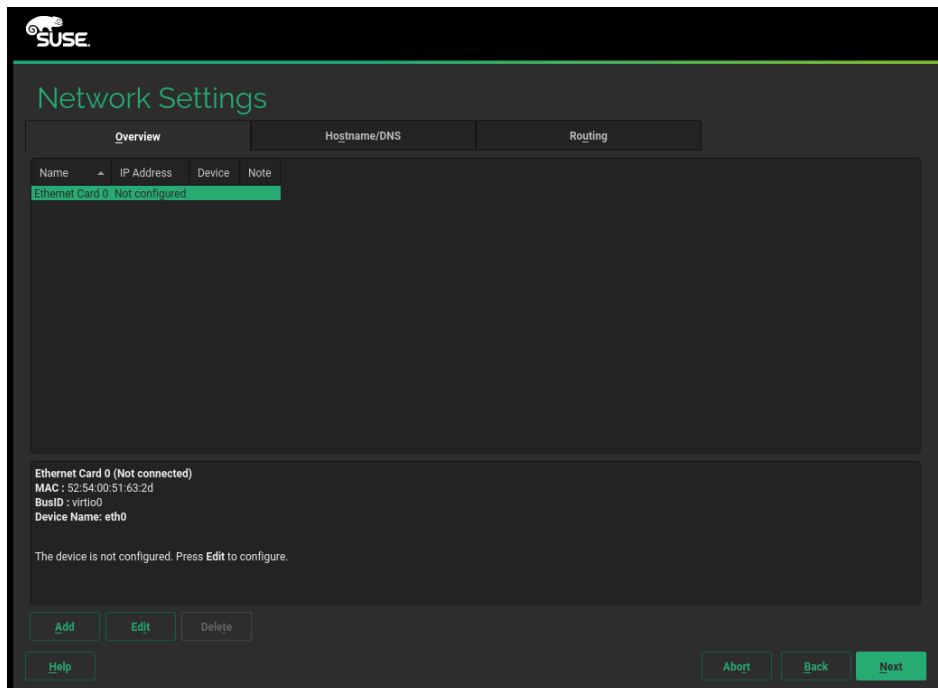 SUSE.
Network Settings
Overview Hostname/DNS Routing
Name IP Address Device Note
Ethernet Card 0 Not configured
Ethernet Card 0 (Not connected)
MAC : 52:54:00:51:63:2d
BusID : virtio0
Device Name: eth0
The device is not configured. Press Edit to configure.
Add Edit Delete
Help Abort Back Next